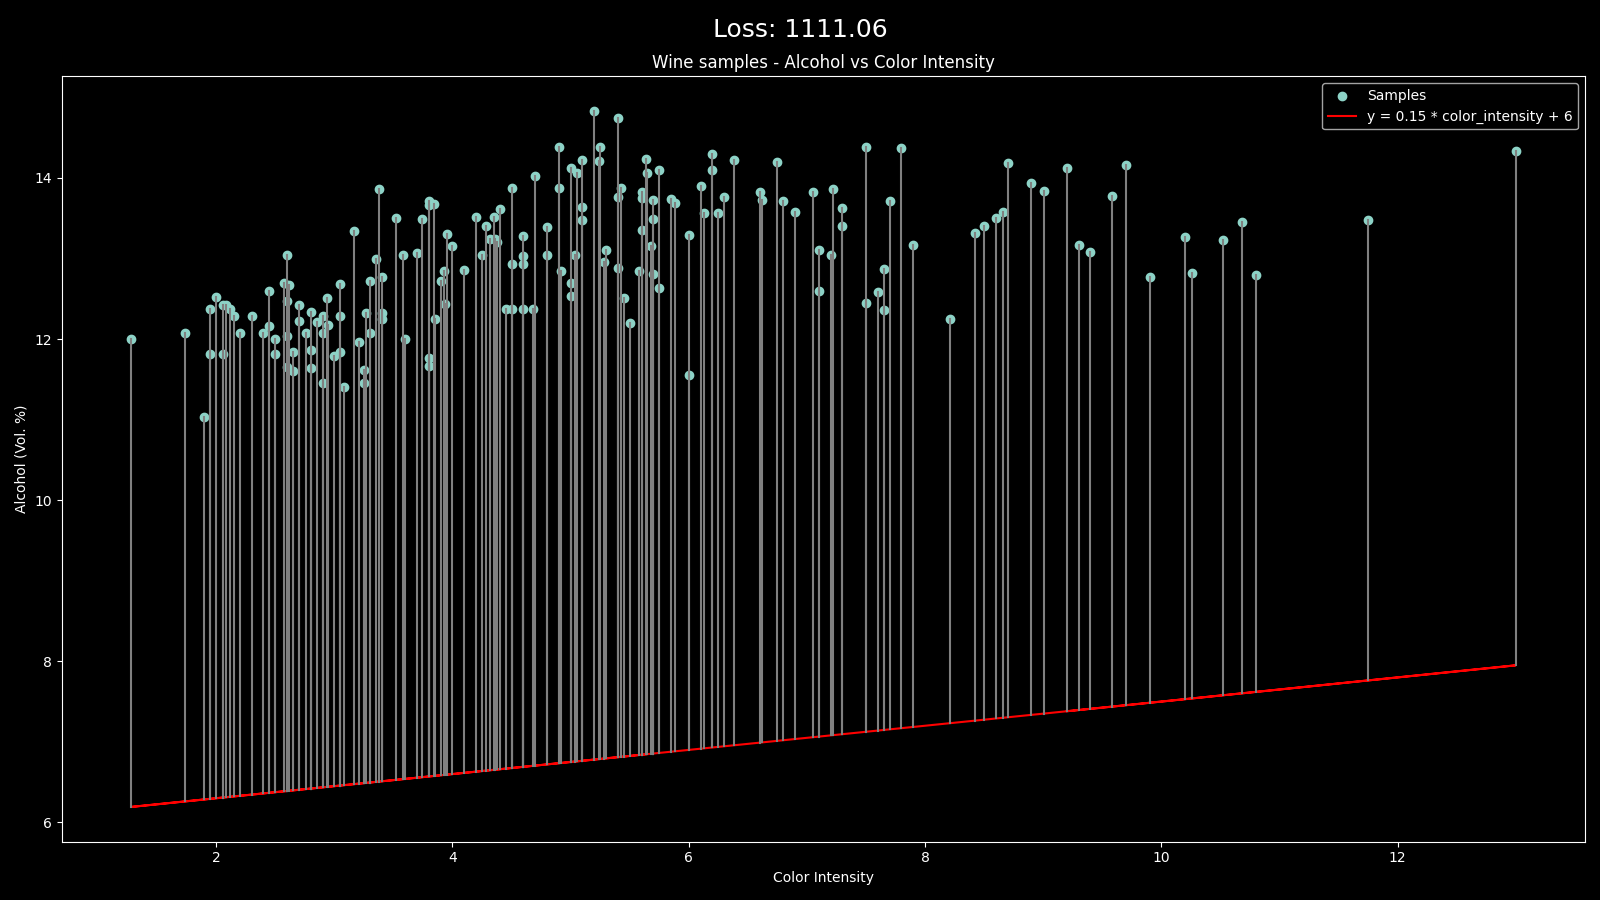 Loss: 1111.06
Wine samples - Alcohol vs Color Intensity
Samples
y = 0.15 * color_intensity + 6
14
12
10
8
6
Alcohol (Vol. %)
2 4 6 8 10 12
Color Intensity